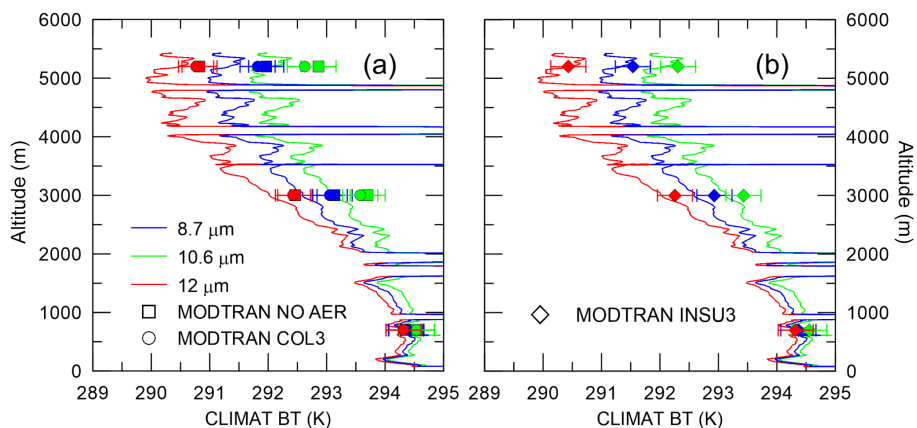 6000
5000
4000
3000
2000
1000
0
Altitude (m)
(a)
8.7 μm
10.6 μm
12 μm
MODTRAN NO AER
MODTRAN COL3
289 290 291 292 293 294 295
CLIMAT BT (K)
(b)
MODTRAN INSU3
289 290 291 292 293 294 295
CLIMAT BT (K)
6000
5000
4000
3000
2000
1000
0
Altitude (m)